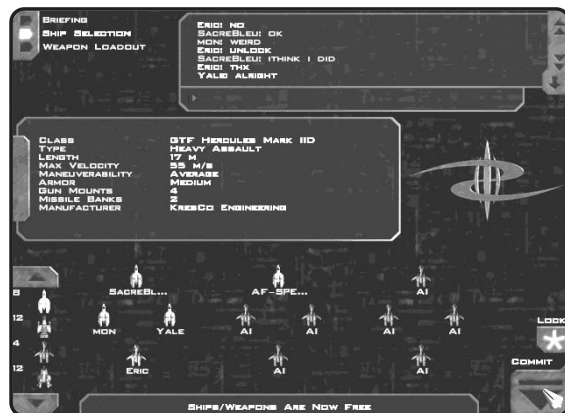 Briefing
Ship Selection
Weapon Loadout
Eric: no
SacreBleu: ok
mon: weird
Eric: unlock
SacreBleu: ithink i did
Eric: thx
Yale: alright
Class GTF Hercules Mark IID
Type Heavy Assault
Length 17 m
Max Velocity 55 m/s
Maneuverability Average
Armor Medium
Gun Mounts 4
Missile Banks 2
Manufacturer KresCo Engineering
8
SacreBl...
AF-SPE...
AI
12
mon
Yale
AI
AI
AI
AI
Lock
4
12
Eric
AI
AI
Commit
Ships/Weapons Are Now Free